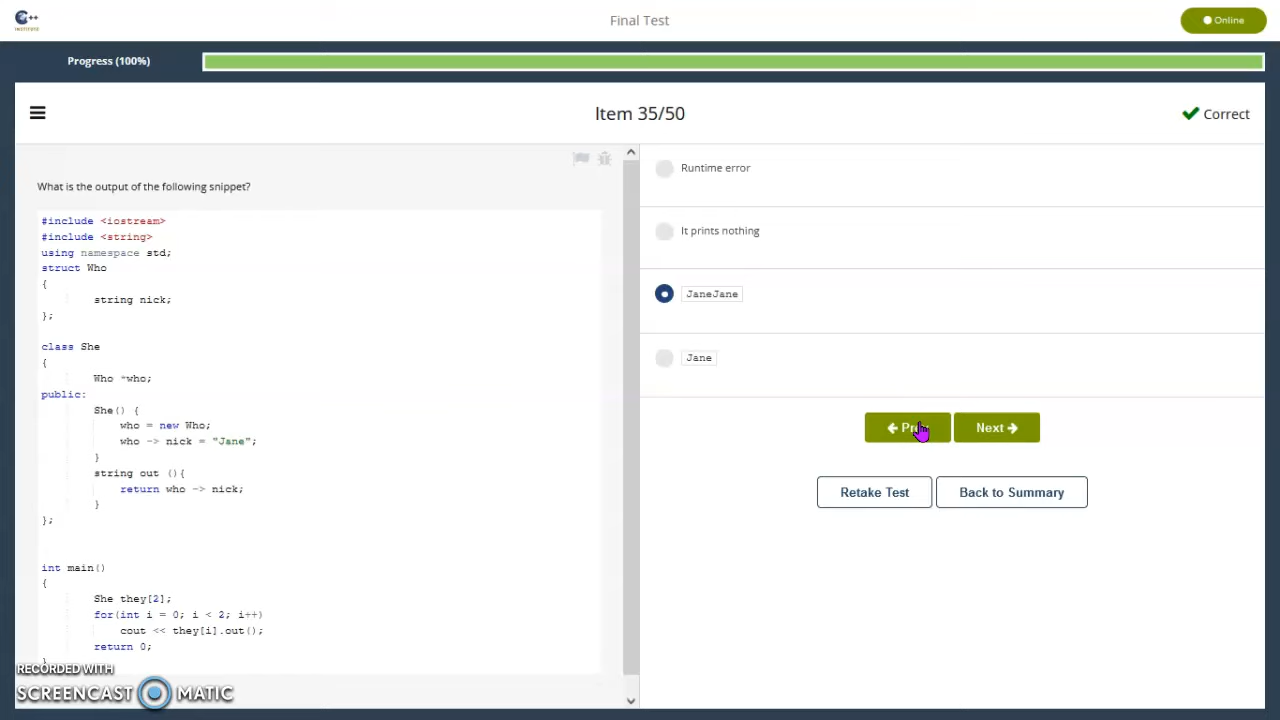 C++
INSTITUTE
Final Test
Online
Progress (100%)
Item 35/50
Correct
What is the output of the following snippet?
#include <iostream>
#include <string>
using namespace std;
struct Who
{
string nick;
};
class She
{
Who *who;
public:
She() {
who = new Who;
who -> nick = "Jane";
}
string out (){
return who -> nick;
}
};
int main()
{
She they[2];
for(int i = 0; i < 2; i++)
cout << they[i].out();
return 0;
}
Runtime error
It prints nothing
JaneJane
Jane
Next
Retake Test
Back to Summary
RECORDED WITH
SCREENCAST MATIC